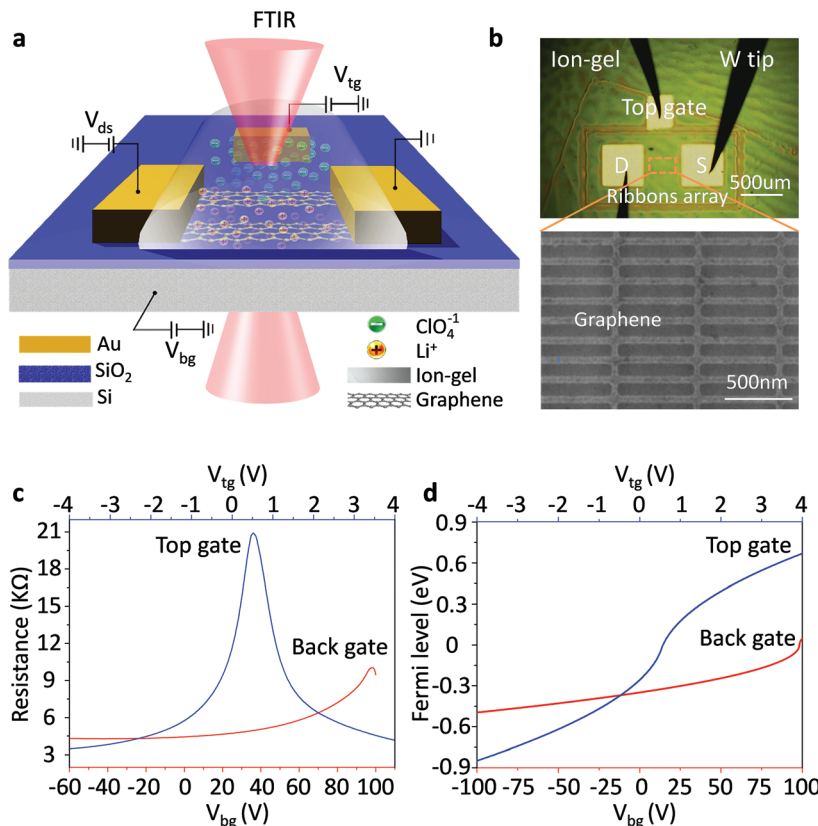 a
FTIR
V_tg
V_ds
V_bg
Au
SiO₂
Si
ClO₄⁻¹
Li⁺
Ion-gel
Graphene
b
Ion-gel
W tip
Top gate
D
S
500um
Ribbons array
Graphene
500nm
c
V_tg (V)
-4 -3 -2 -1 0 1 2 3 4
Resistance (KΩ)
21
18
15
12
9
6
3
Top gate
Back gate
-60 -40 -20 0 20 40 60 80 100
V_bg (V)
d
V_tg (V)
-4 -3 -2 -1 0 1 2 3 4
Fermi level (eV)
0.9
0.6
0.3
0
-0.3
-0.6
-0.9
Top gate
Back gate
-100 -75 -50 -25 0 25 50 75 100
V_bg (V)